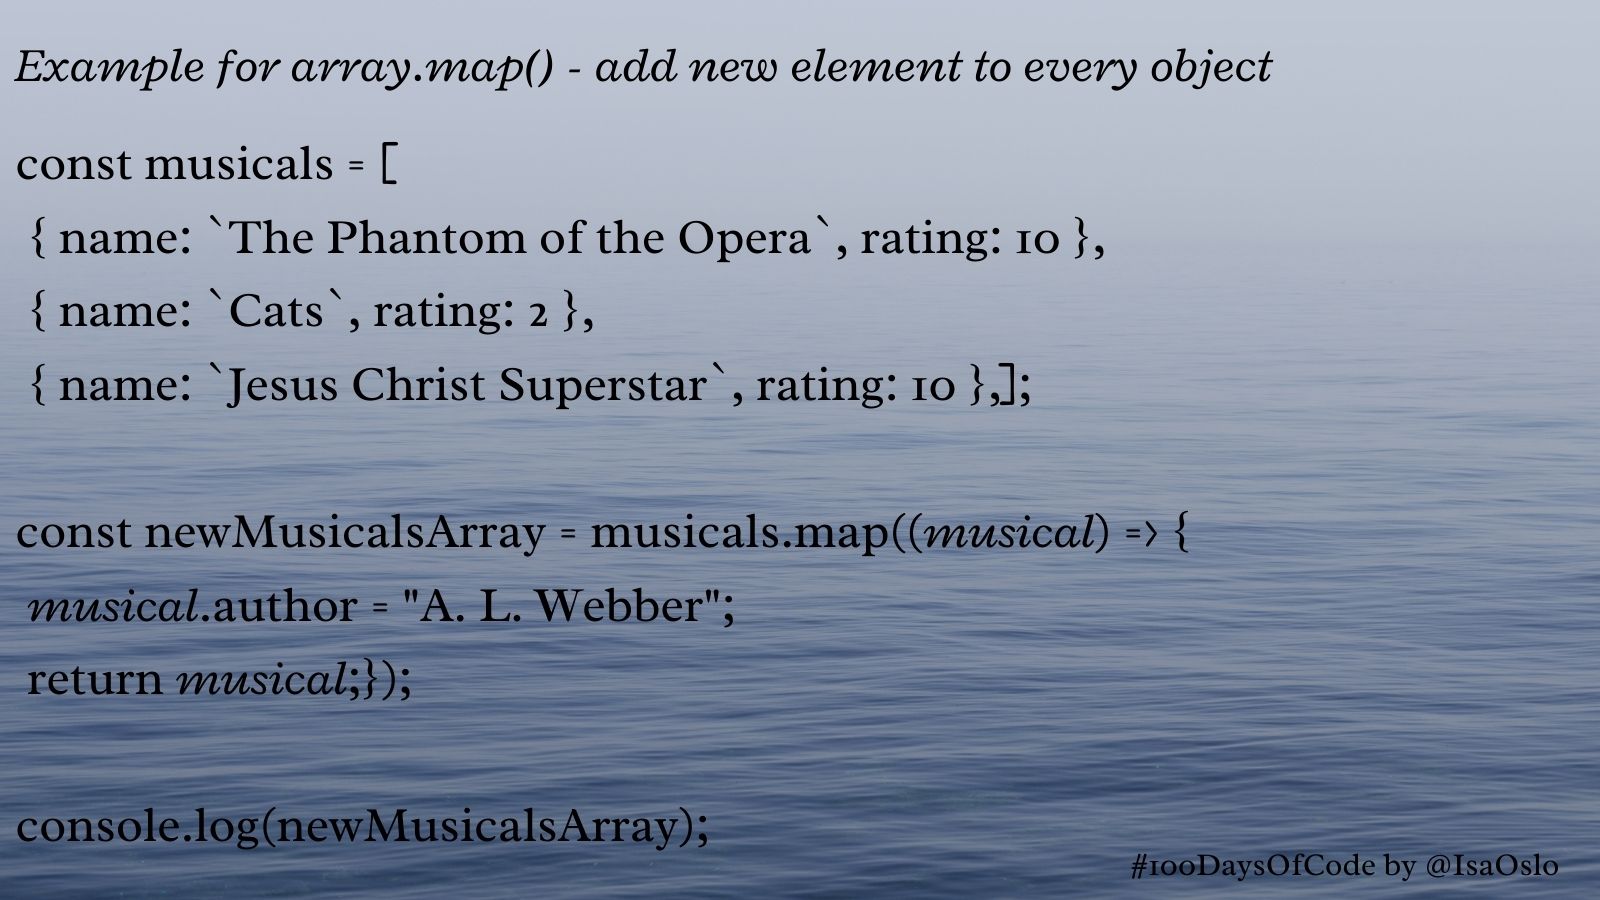 Example for array.map() - add new element to every object
const musicals = [
{ name: `The Phantom of the Opera`, rating: 10 },
{ name: `Cats`, rating: 2 },
{ name: `Jesus Christ Superstar`, rating: 10 },];
const newMusicalsArray = musicals.map((musical) => {
musical.author = "A. L. Webber";
return musical;});
console.log(newMusicalsArray);
#100DaysOfCode by @IsaOslo